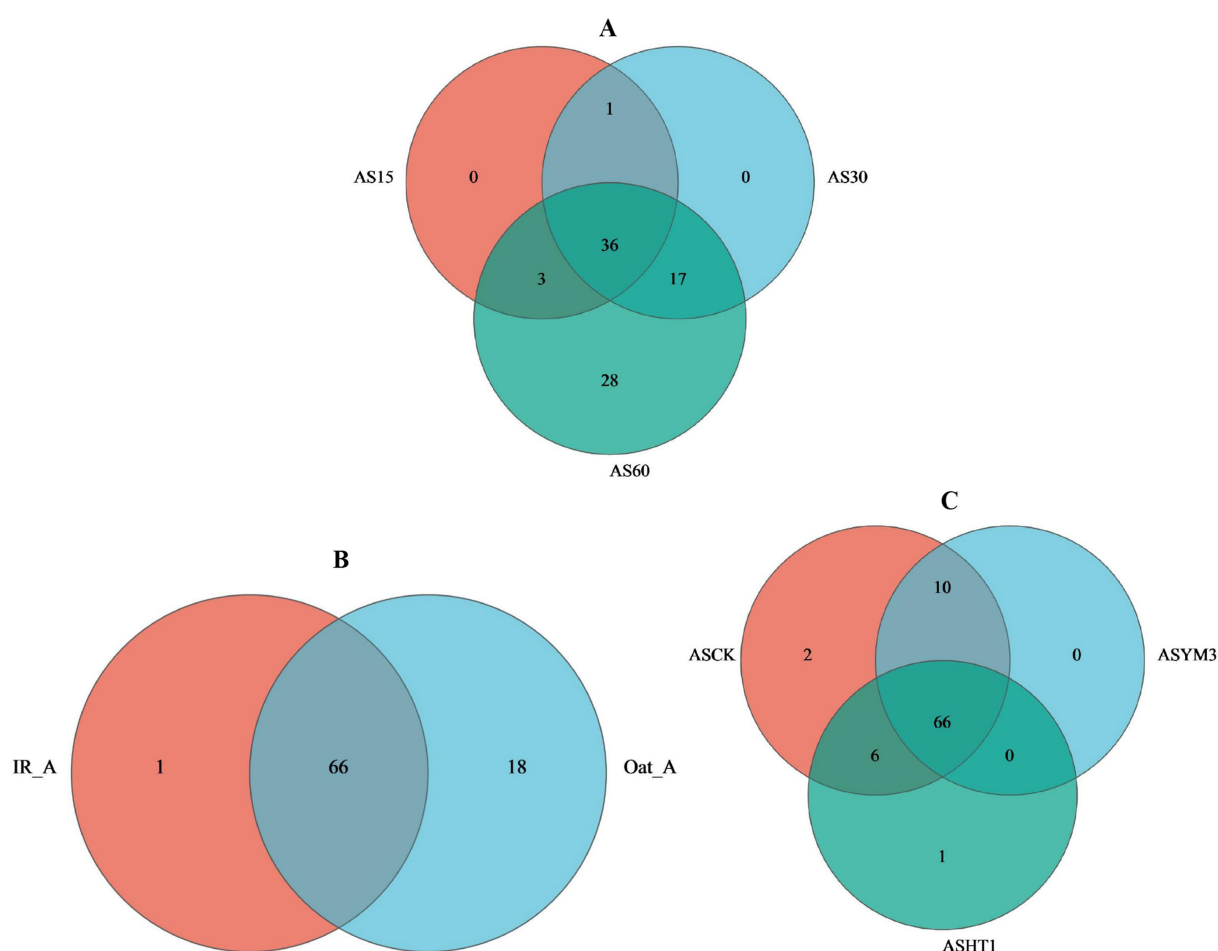 A
1
AS15 0 0 AS30
36
3 17
28
AS60
C
10
ASCK 2 0 ASYM3
66
6 0
1
ASHT1
B
IR_A 1 66 18 Oat_A